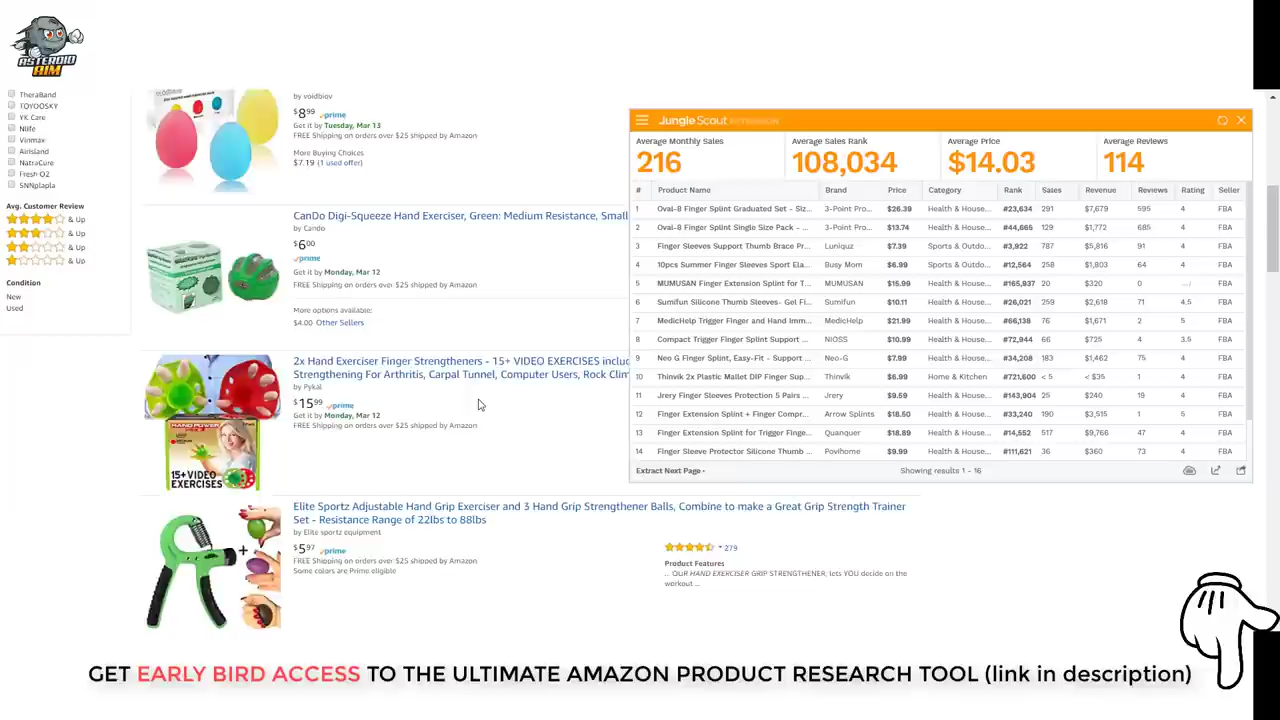 ASTEROID
AIM
TheraBand
TOYOOSKY
YK Care
Nlife
Vinmax
Airisland
NatraCure
Fresh O2
SNNplapla
Avg. Customer Review
& Up
& Up
& Up
& Up
Condition
New
Used
by voidbiov
$8.99 prime
Get it by Tuesday, Mar 13
FREE Shipping on orders over $25 shipped by Amazon
More Buying Choices
$7.19 (1 used offer)
CanDo Digi-Squeeze Hand Exerciser, Green: Medium Resistance, Small
by Cando
$6.00
prime
Get it by Monday, Mar 12
FREE Shipping on orders over $25 shipped by Amazon
More options available:
$4.00 Other Sellers
2x Hand Exerciser Finger Strengtheners - 15+ VIDEO EXERCISES inclu
Strengthening For Arthritis, Carpal Tunnel, Computer Users, Rock Clim
by Pykal
$15.99 prime
Get it by Monday, Mar 12
FREE Shipping on orders over $25 shipped by Amazon
HAND POWER
15+VIDEO
EXERCISES
Elite Sportz Adjustable Hand Grip Exerciser and 3 Hand Grip Strengthener Balls, Combine to make a Great Grip Strength Trainer
Set - Resistance Range of 22lbs to 88lbs
by Elite sportz equipment
$5.97 prime
FREE Shipping on orders over $25 shipped by Amazon
Some colors are Prime eligible
279
Product Features
... OUR HAND EXERCISER GRIP STRENGTHENER, lets YOU decide on the
workout ...
Jungle Scout EXTENSION
Average Monthly Sales Average Sales Rank Average Price Average Reviews
216 108,034 $14.03 114
# Product Name Brand Price Category Rank Sales Revenue Reviews Rating Seller
1 Oval-8 Finger Splint Graduated Set - Siz... 3-Point Pro... $26.39 Health & House... #23,634 291 $7,679 595 4 FBA
2 Oval-8 Finger Splint Single Size Pack - ... 3-Point Pro... $13.74 Health & House... #44,665 129 $1,772 685 4 FBA
3 Finger Sleeves Support Thumb Brace Pr... Luniquz $7.39 Sports & Outdo... #3,922 787 $5,816 91 4 FBA
4 10pcs Summer Finger Sleeves Sport Ela... Busy Mom $6.99 Sports & Outdo... #12,564 258 $1,803 64 4 FBA
5 MUMUSAN Finger Extension Splint for T... MUMUSAN $15.99 Health & House... #165,937 20 $320 0 --/ FBA
6 Sumifun Silicone Thumb Sleeves- Gel Fi... Sumifun $10.11 Health & House... #26,021 259 $2,618 71 4.5 FBA
7 MedicHelp Trigger Finger and Hand Imm... MedicHelp $21.99 Health & House... #66,138 76 $1,671 2 5 FBA
8 Compact Trigger Finger Splint Support ... NiOSS $10.99 Health & House... #72,944 66 $725 4 3.5 FBA
9 Neo G Finger Splint, Easy-Fit - Support ... Neo-G $7.99 Health & House... #34,208 183 $1,462 75 4 FBA
10 Thinvik 2x Plastic Mallet DIP Finger Sup... Thinvik $6.99 Home & Kitchen #721,600 < 5 < $35 1 4 FBA
11 Jrery Finger Sleeves Protection 5 Pairs ... Jrery $9.59 Health & House... #143,904 25 $240 19 4 FBA
12 Finger Extension Splint + Finger Compr... Arrow Splints $18.50 Health & House... #33,240 190 $3,515 1 5 FBA
13 Finger Extension Splint for Trigger Finge... Quanquer $18.89 Health & House... #14,552 517 $9,766 47 4 FBA
14 Finger Sleeve Protector Silicone Thumb ... Povihome $9.99 Health & House... #111,621 36 $360 73 4 FBA
Extract Next Page Showing results 1 - 16
GET EARLY BIRD ACCESS TO THE ULTIMATE AMAZON PRODUCT RESEARCH TOOL (link in description)